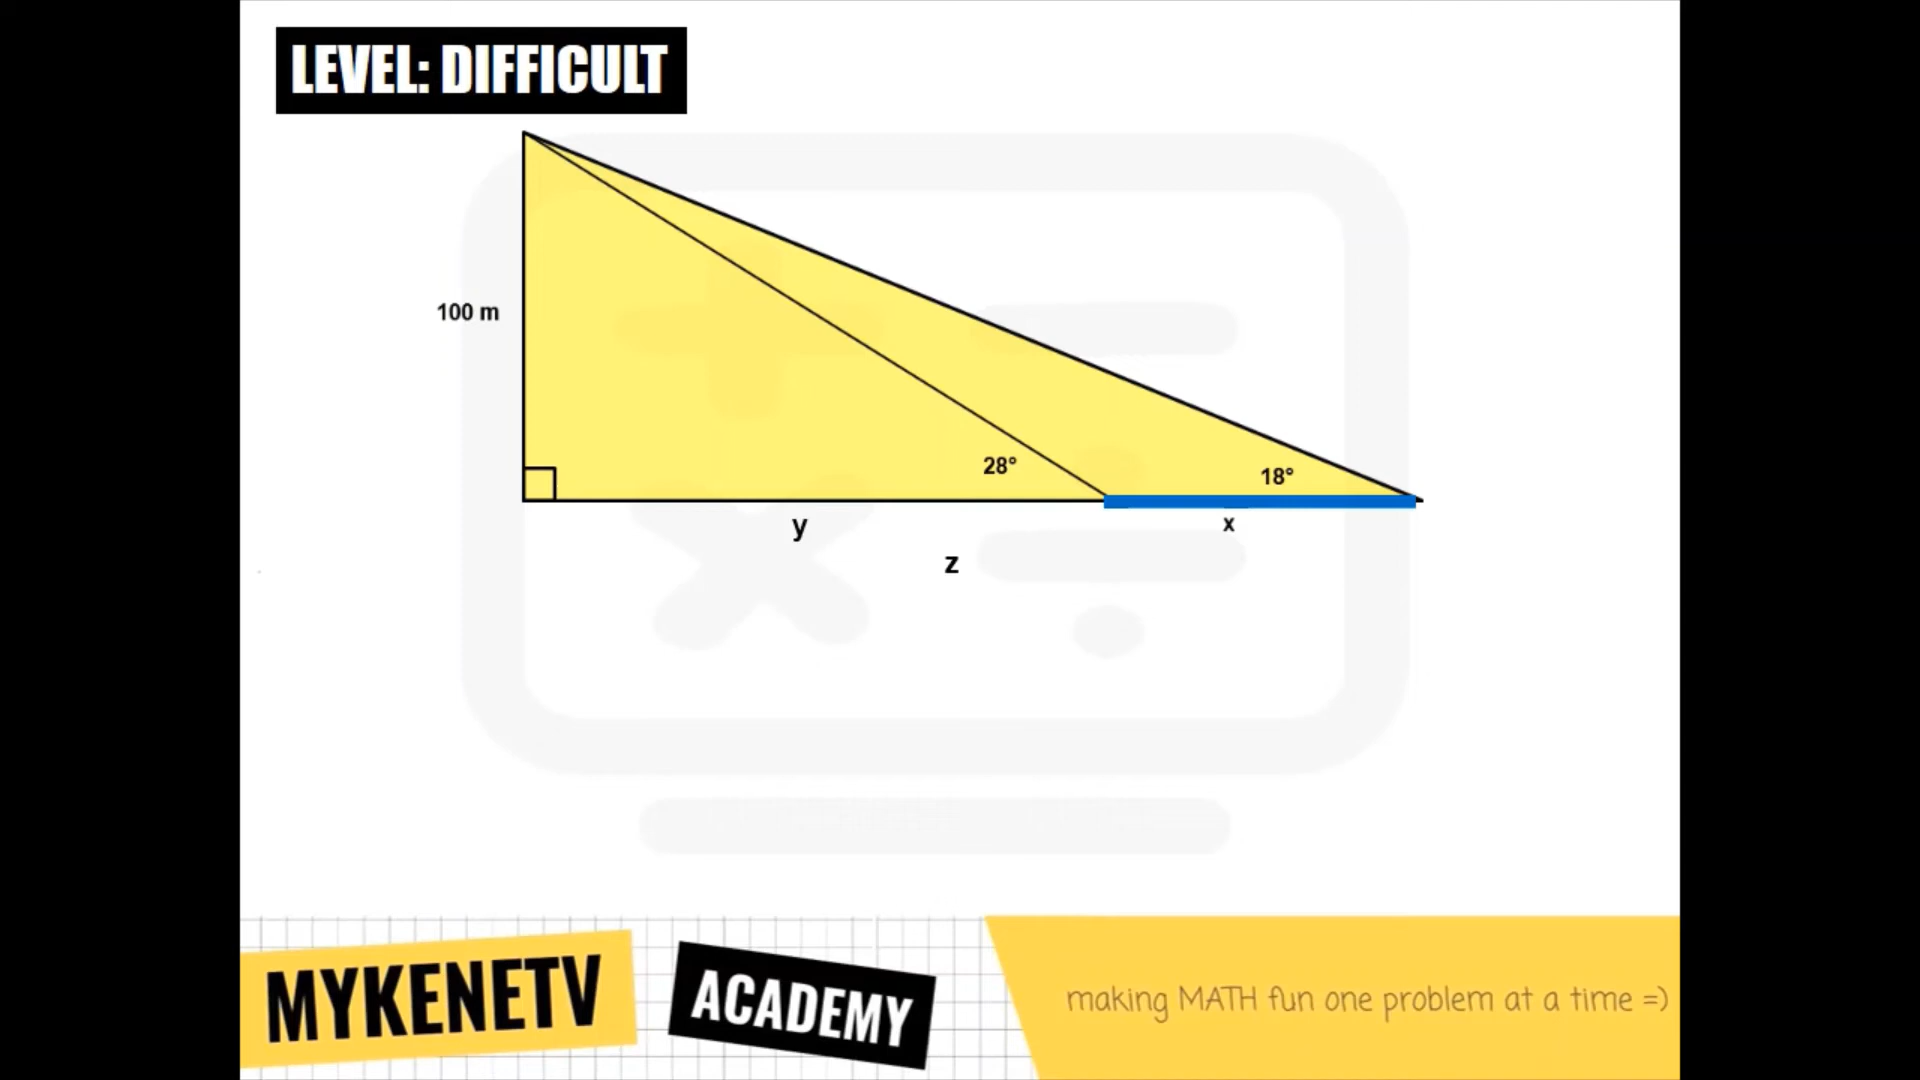 LEVEL: DIFFICULT
100 m
28°
18°
y
x
z
MYKENETV
ACADEMY
making MATH fun one problem at a time =)